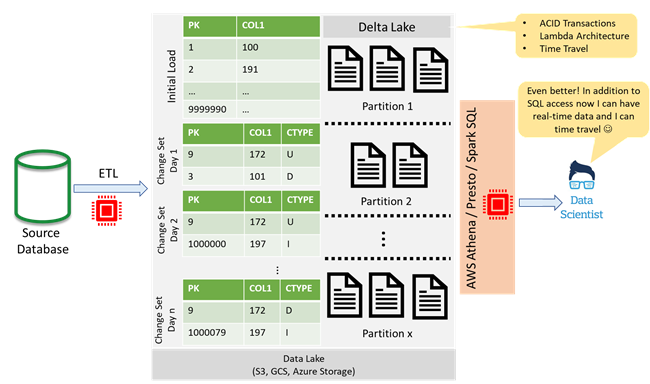 PK COL1
1 100
2 191
... ...
9999990 ...
Initial Load
Delta Lake
Partition 1
• ACID Transactions
• Lambda Architecture
• Time Travel
Even better! In addition to
SQL access now I can have
real-time data and I can
time travel ☺
Source
Database
ETL
Change Set
Day 1
PK COL1 CTYPE
9 172 U
3 101 D
Partition 2
Change Set
Day 2
PK COL1 CTYPE
9 172 U
1000000 197 I
⋮
⋮
Change Set
Day n
PK COL1 CTYPE
9 172 D
1000079 197 I
Partition x
AWS Athena / Presto / Spark SQL
Data
Scientist
Data Lake
(S3, GCS, Azure Storage)